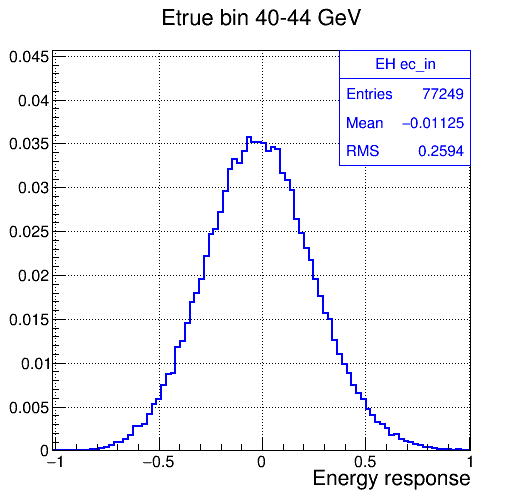 Etrue bin 40-44 GeV
EH ec_in
Entries 77249
Mean −0.01125
RMS 0.2594
0.045
0.04
0.035
0.03
0.025
0.02
0.015
0.01
0.005
0
−1 −0.5 0 0.5 1
Energy response